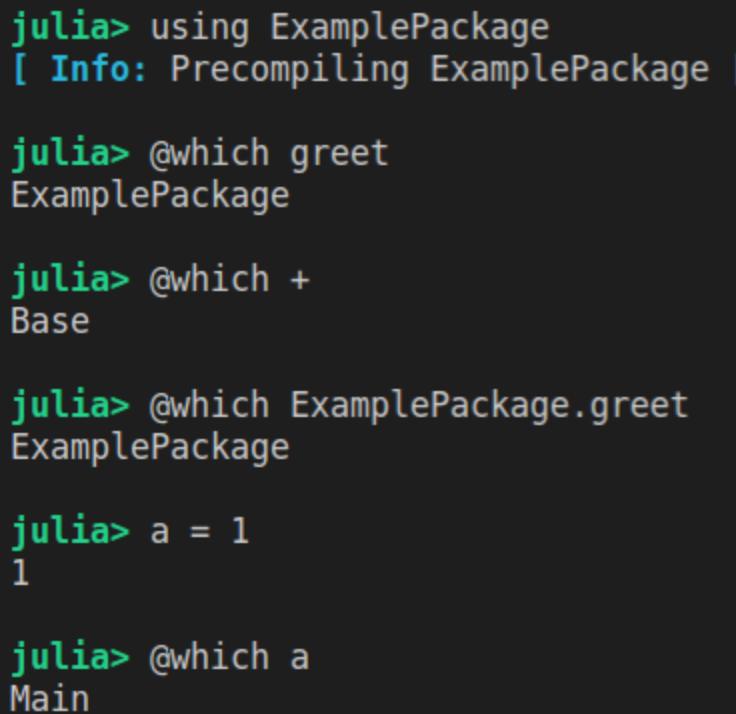 julia> using ExamplePackage
[ Info: Precompiling ExamplePackage
julia> @which greet
ExamplePackage
julia> @which +
Base
julia> @which ExamplePackage.greet
ExamplePackage
julia> a = 1
1
julia> @which a
Main